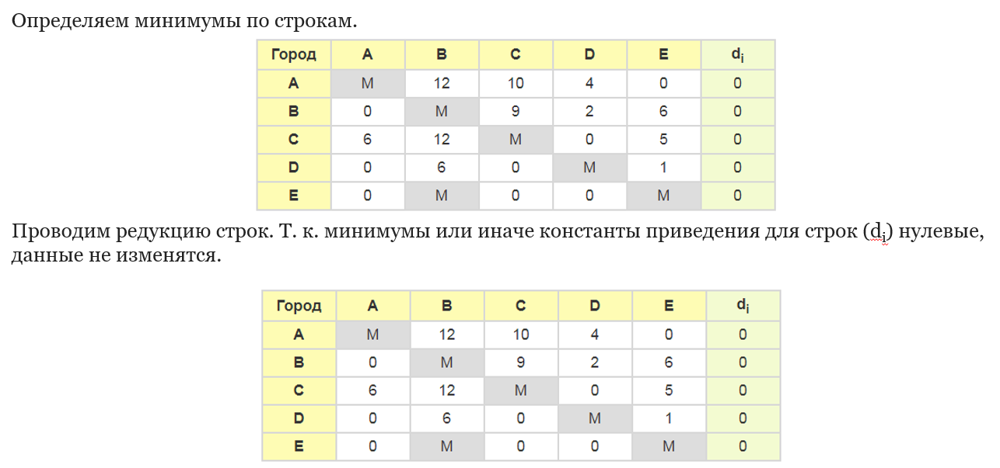 Определяем минимумы по строкам.
Город A B C D E di
A M 12 10 4 0 0
B 0 M 9 2 6 0
C 6 12 M 0 5 0
D 0 6 0 M 1 0
E 0 M 0 0 M 0
Проводим редукцию строк. Т. к. минимумы или иначе константы приведения для строк (di) нулевые,
данные не изменятся.
Город A B C D E di
A M 12 10 4 0 0
B 0 M 9 2 6 0
C 6 12 M 0 5 0
D 0 6 0 M 1 0
E 0 M 0 0 M 0